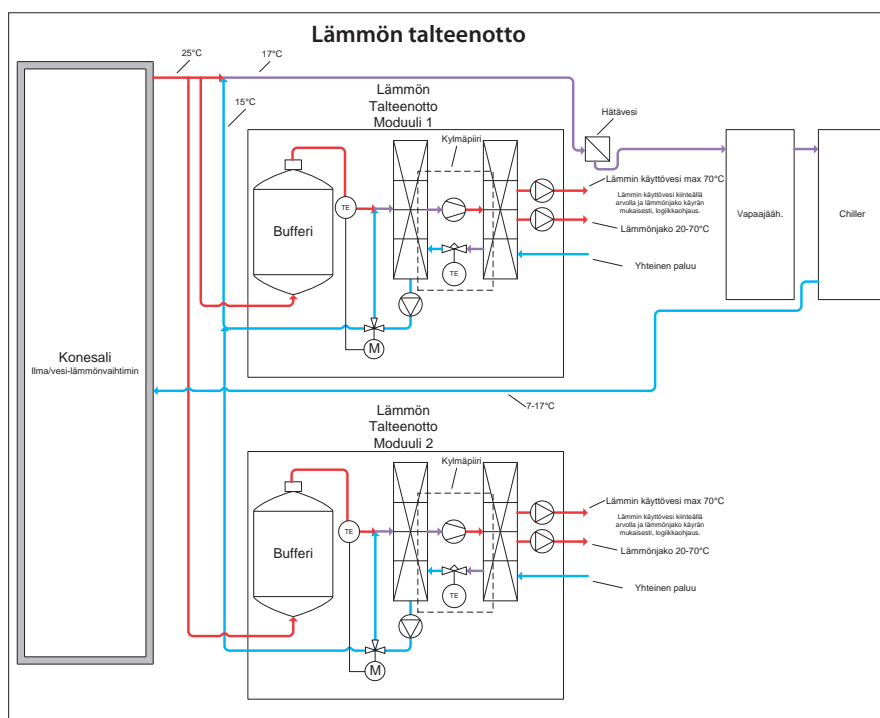 Lämmön talteenotto
25°C
17°C
15°C
Lämmön
Talteenotto
Moduuli 1
Kylmäpiiri
Hätävesi
Bufferi
TE
TE
M
Lämmin käyttövesi max 70°C
Lämmin käyttövesi kiinteällä
arvolla ja lämmönjako käyrän
mukaisesti, logiikkaohjaus.
Lämmönjako 20-70°C
Yhteinen paluu
Vapaajääh.
Chiller
Konesali
Ilma/vesi-lämmönvaihtimin
7-17°C
Lämmön
Talteenotto
Moduuli 2
Kylmäpiiri
Bufferi
TE
TE
M
Lämmin käyttövesi max 70°C
Lämmin käyttövesi kiinteällä
arvolla ja lämmönjako käyrän
mukaisesti, logiikkaohjaus.
Lämmönjako 20-70°C
Yhteinen paluu